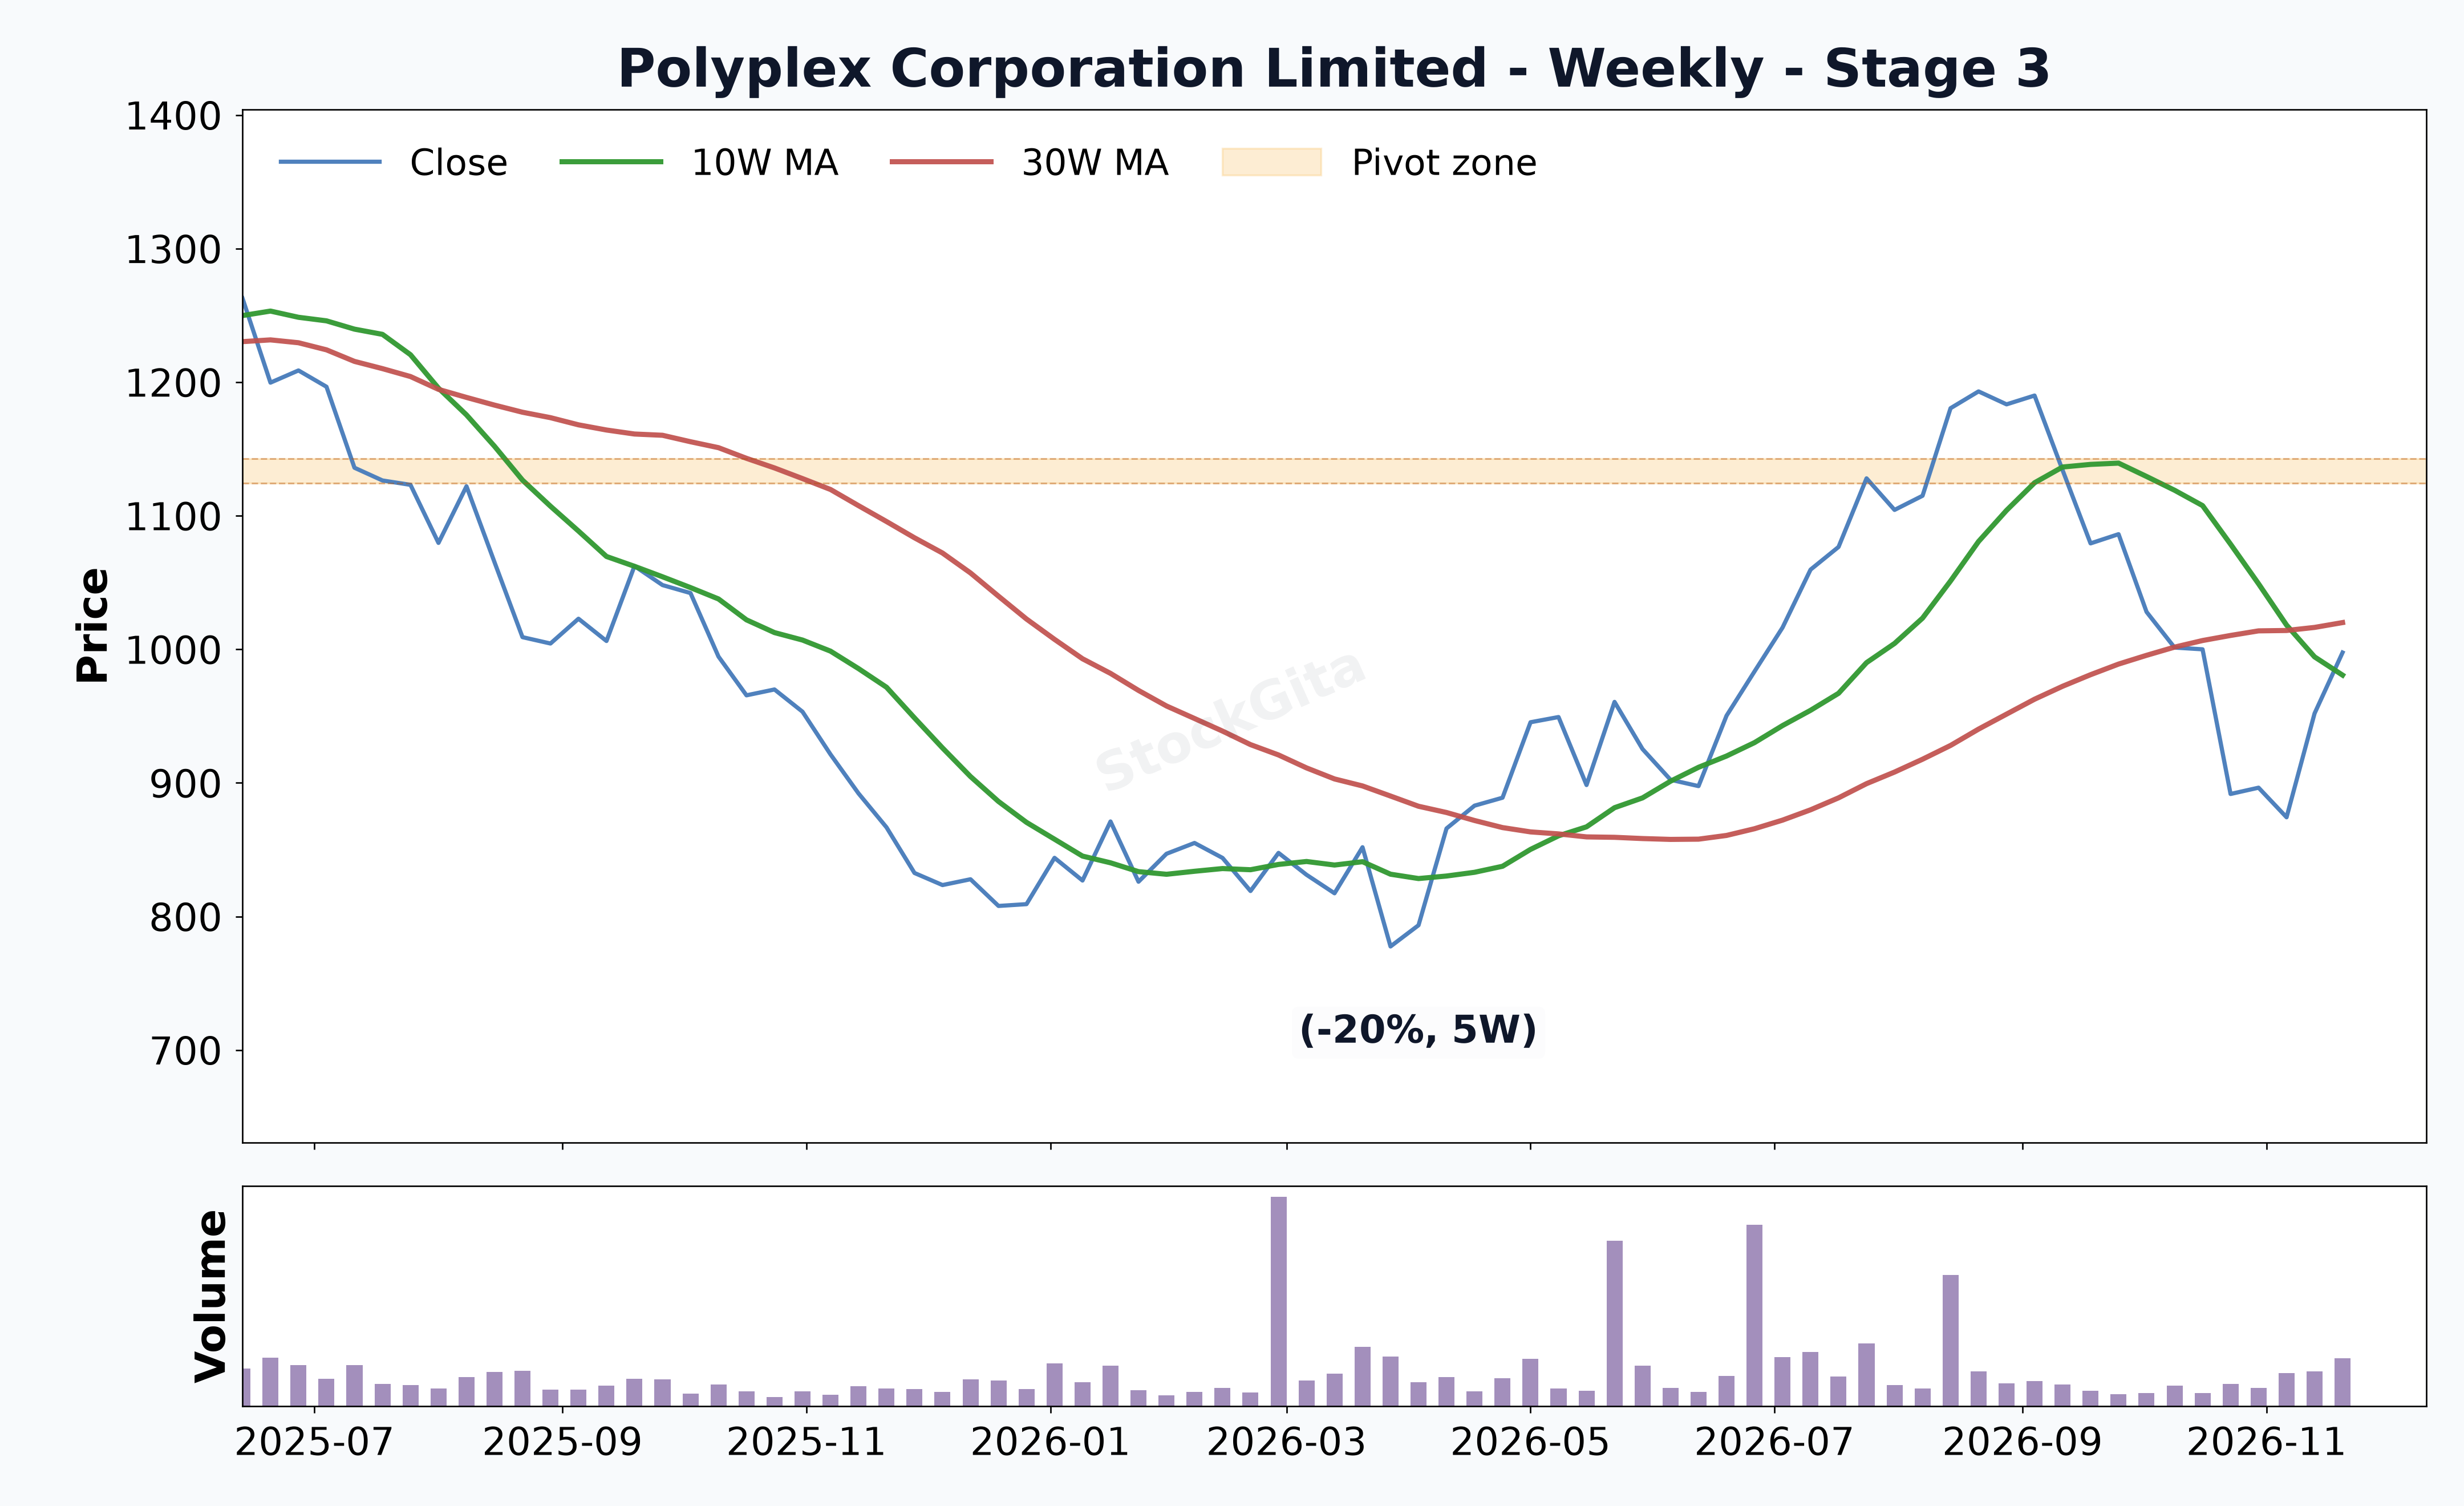 Polyplex Corporation Limited - Weekly - Stage 3
Close 10W MA 30W MA Pivot zone
1400
1300
1200
1100
1000
900
800
700
Price
StockGita
(-20%, 5W)
Volume
2025-07 2025-09 2025-11 2026-01 2026-03 2026-05 2026-07 2026-09 2026-11